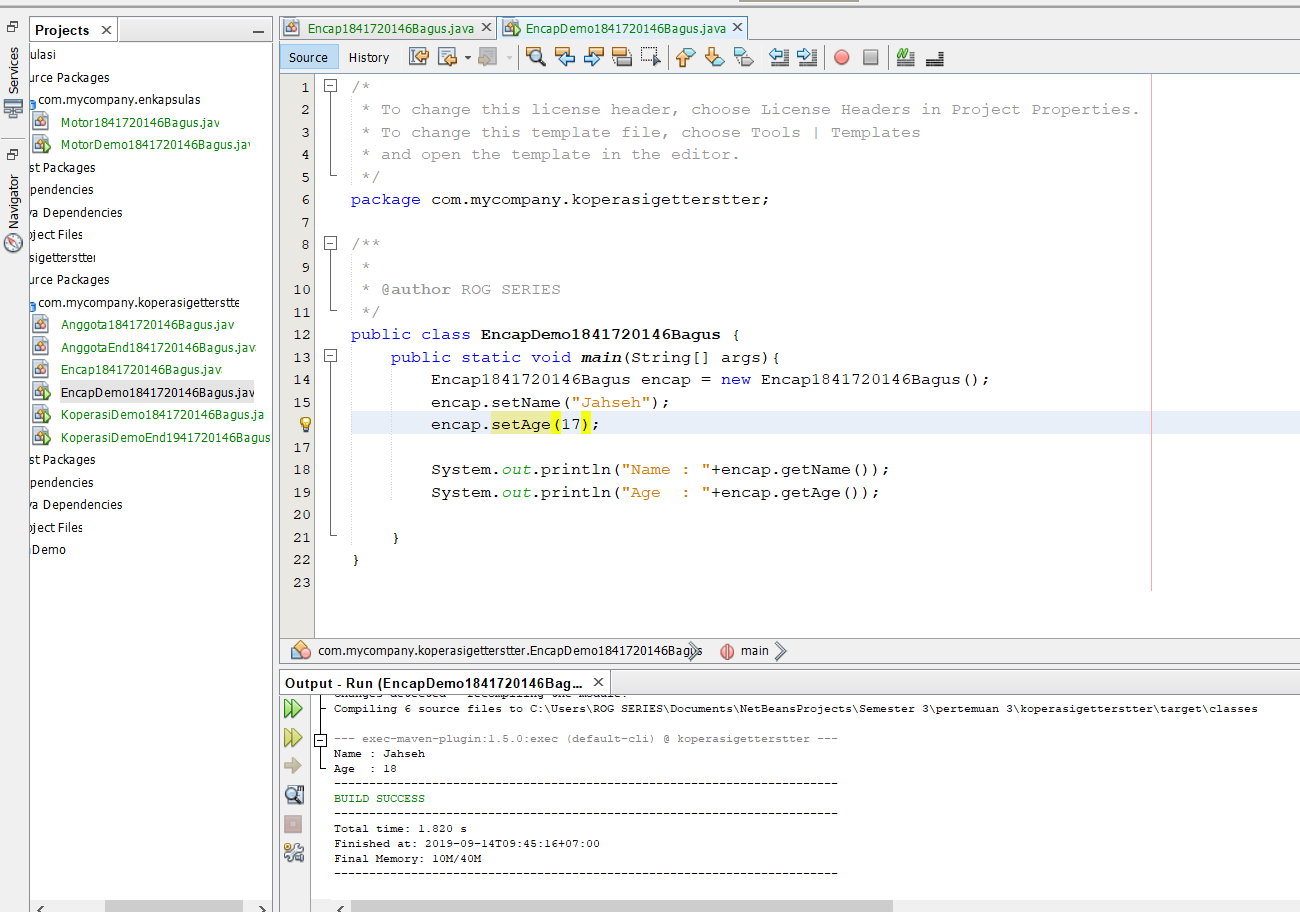 Projects
Services
Navigator
ulasi
urce Packages
com.mycompany.enkapsulas
Motor1841720146Bagus.jav
MotorDemo1841720146Bagus.jav
st Packages
pendencies
va Dependencies
oject Files
sigetterstter
urce Packages
com.mycompany.koperasigetterstte
Anggota1841720146Bagus.jav
AnggotaEnd1841720146Bagus.jav
Encap1841720146Bagus.jav
EncapDemo1841720146Bagus.jav
KoperasiDemo1841720146Bagus.ja
KoperasiDemoEnd1941720146Bagus
st Packages
pendencies
va Dependencies
oject Files
Demo
Encap1841720146Bagus.java
EncapDemo1841720146Bagus.java
Source History
1 /*
2 * To change this license header, choose License Headers in Project Properties.
3 * To change this template file, choose Tools | Templates
4 * and open the template in the editor.
5 */
6 package com.mycompany.koperasigetterstter;
7
8 /**
9 *
10 * @author ROG SERIES
11 */
12 public class EncapDemo1841720146Bagus {
13 public static void main(String[] args){
14 Encap1841720146Bagus encap = new Encap1841720146Bagus();
15 encap.setName("Jahseh");
encap.setAge(17);
17
18 System.out.println("Name : "+encap.getName());
19 System.out.println("Age  : "+encap.getAge());
20
21 }
22 }
23
com.mycompany.koperasigetterstter.EncapDemo1841720146Bagus main
Output - Run (EncapDemo1841720146Bag...
Changes detected - recompiling the module!
Compiling 6 source files to C:\Users\ROG SERIES\Documents\NetBeansProjects\Semester 3\pertemuan 3\koperasigetterstter\target\classes
--- exec-maven-plugin:1.5.0:exec (default-cli) @ koperasigetterstter ---
Name : Jahseh
Age  : 18
------------------------------------------------------------------------
BUILD SUCCESS
------------------------------------------------------------------------
Total time: 1.820 s
Finished at: 2019-09-14T09:45:16+07:00
Final Memory: 10M/40M
------------------------------------------------------------------------